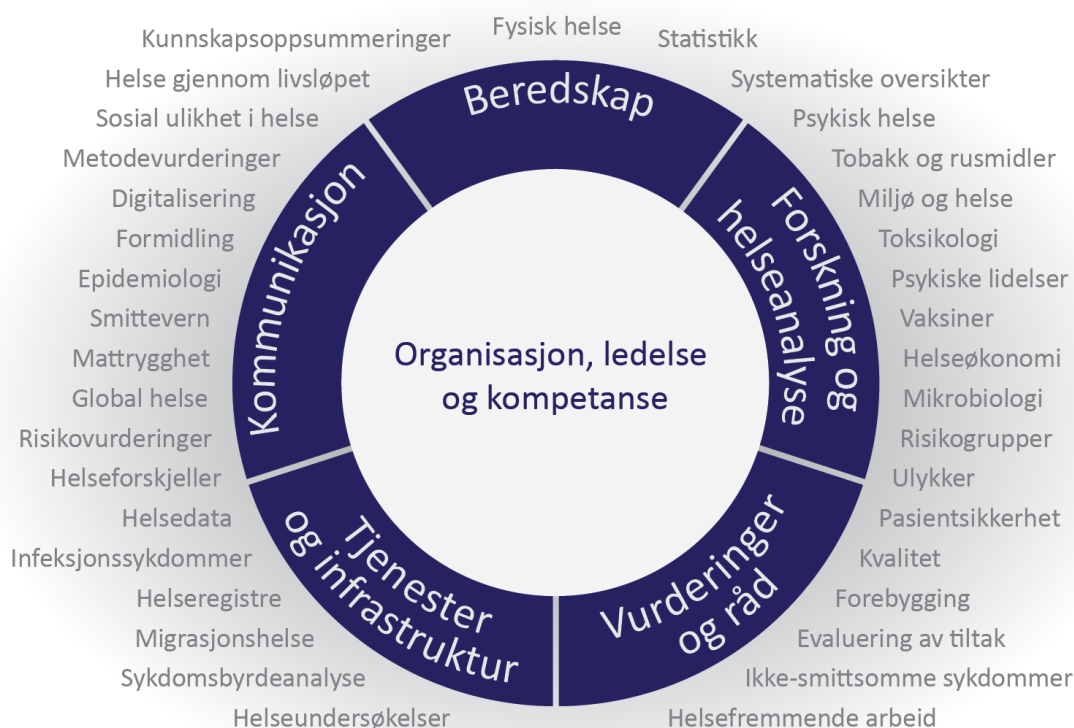 Fysisk helse
Kunnskapsoppsummeringer
Statistikk
Helse gjennom livsløpet
Systematiske oversikter
Sosial ulikhet i helse
Psykisk helse
Metodevurderinger
Tobakk og rusmidler
Digitalisering
Miljø og helse
Formidling
Toksikologi
Epidemiologi
Psykiske lidelser
Smittevern
Vaksiner
Mattrygghet
Helseøkonomi
Global helse
Mikrobiologi
Risikovurderinger
Risikogrupper
Helseforskjeller
Ulykker
Helsedata
Pasientsikkerhet
Infeksjonssykdommer
Kvalitet
Helseregistre
Forebygging
Migrasjonshelse
Evaluering av tiltak
Sykdomsbyrdeanalyse
Ikke-smittsomme sykdommer
Helseundersøkelser
Helsefremmende arbeid
Beredskap
Forskning og
helseanalyse
Vurderinger
og råd
Tjenester
og infrastruktur
Kommunikasjon
Organisasjon, ledelse
og kompetanse